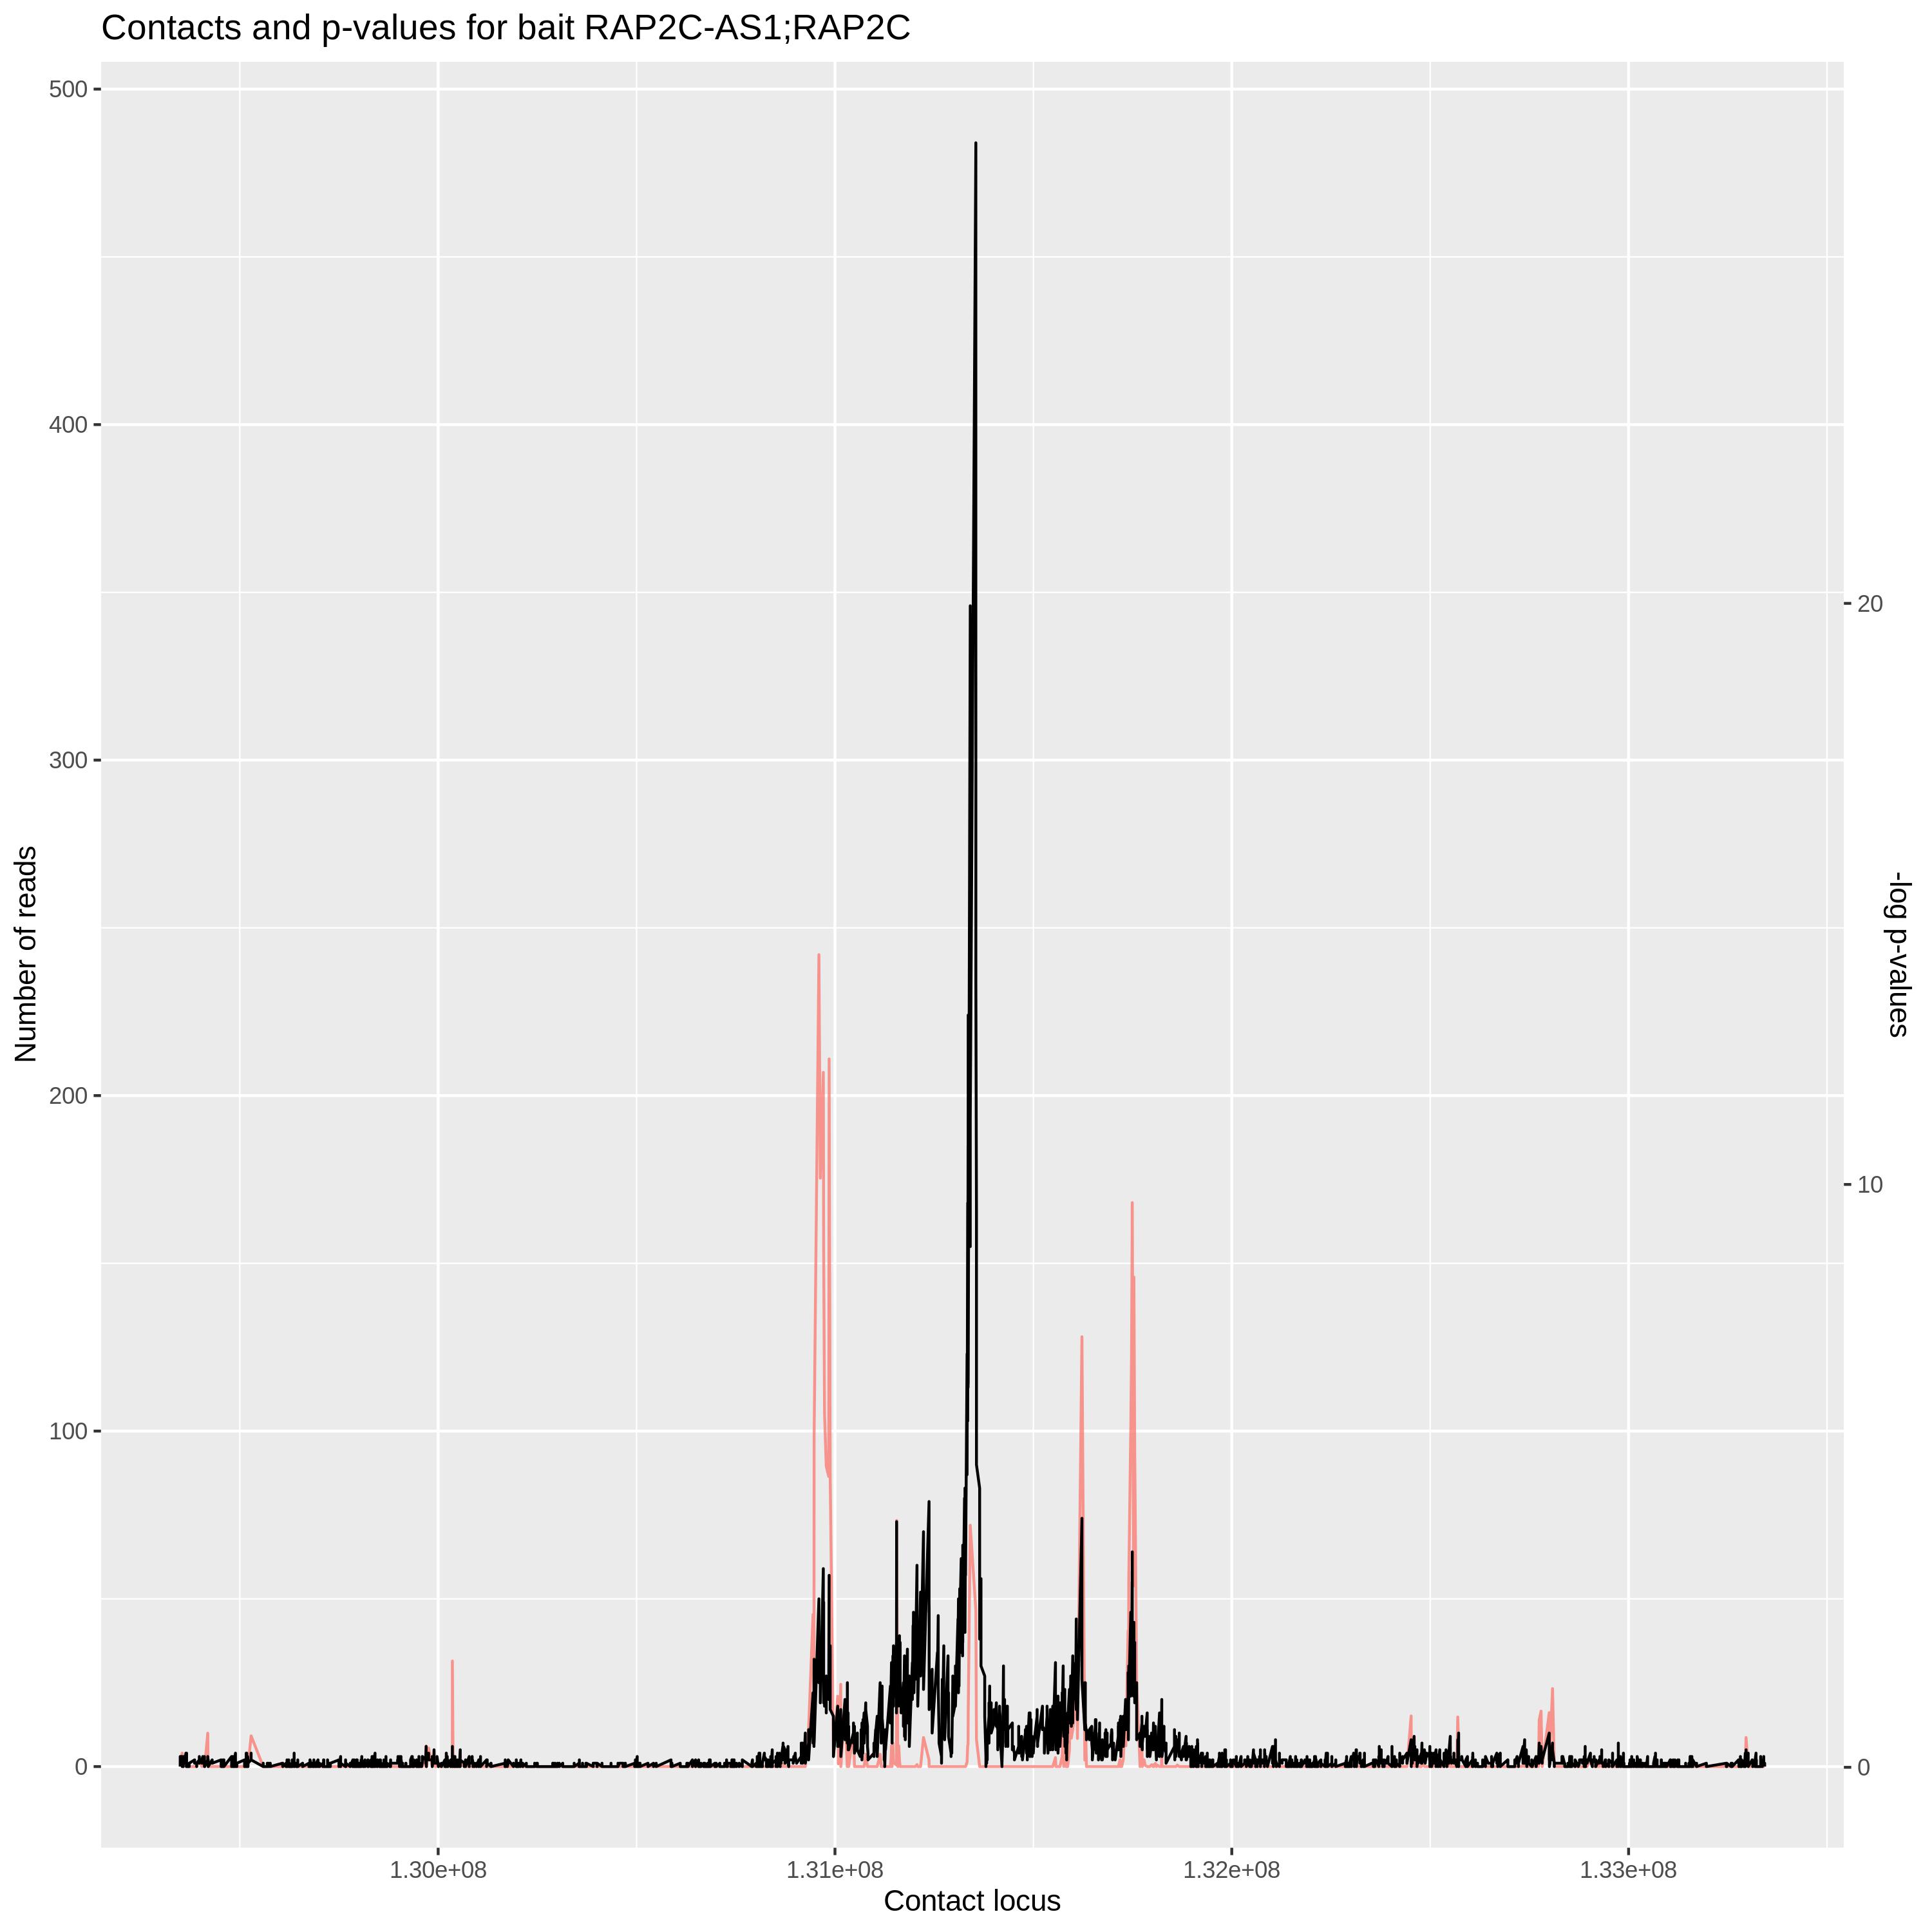 Contacts and p-values for bait RAP2C-AS1;RAP2C
500
400
300
200
100
0
Number of reads
20
10
0
-log p-values
1.30e+08
1.31e+08
1.32e+08
1.33e+08
Contact locus